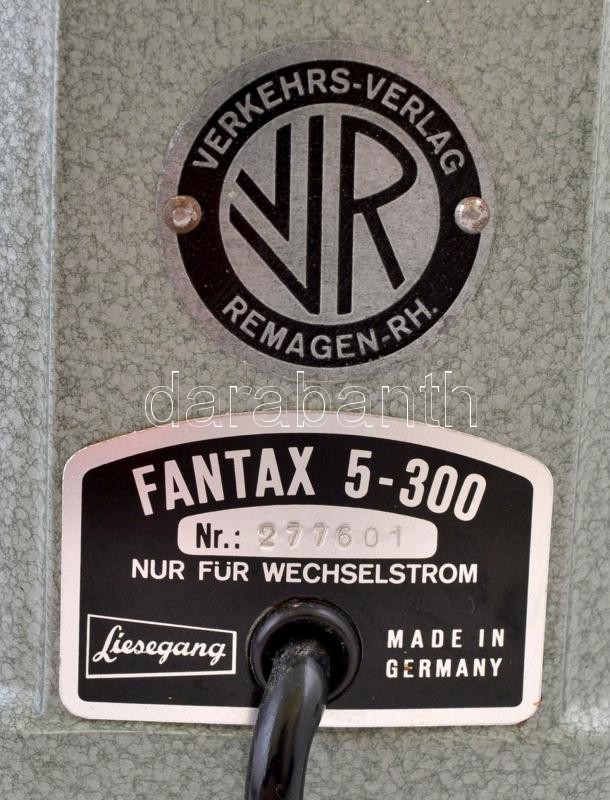 VERKEHRS-VERLAG
VR
REMAGEN-RH.
darabanth
FANTAX 5-300
Nr.: 277601
NUR FÜR WECHSELSTROM
Liesegang
MADE IN
GERMANY